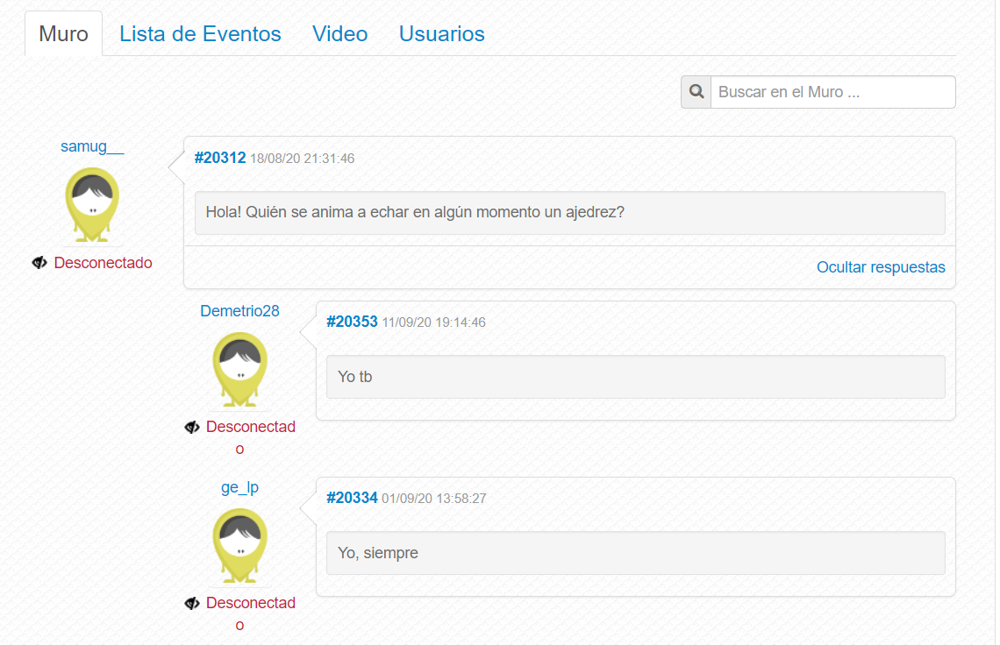 Muro Lista de Eventos Video Usuarios
Buscar en el Muro ...
samug__
#20312 18/08/20 21:31:46
Hola! Quién se anima a echar en algún momento un ajedrez?
Desconectado
Ocultar respuestas
Demetrio28
#20353 11/09/20 19:14:46
Yo tb
Desconectad
o
ge_lp
#20334 01/09/20 13:58:27
Yo, siempre
Desconectad
o